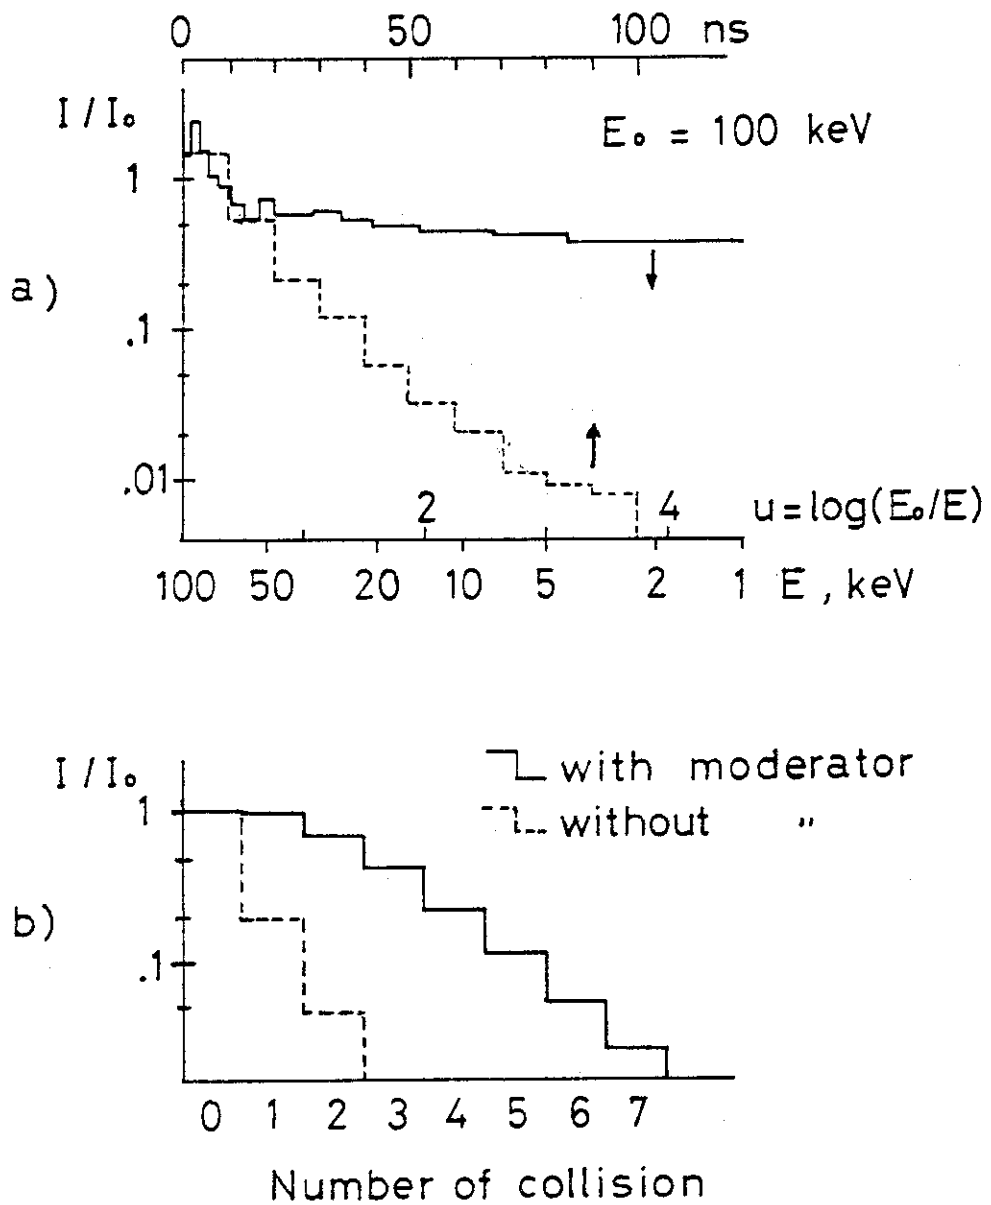 0 50 100 ns
I / I₀
E₀ = 100 keV
1
a)
.1
.01
2 4 u = log(E₀/E)
100 50 20 10 5 2 1 E , keV
I / I₀
with moderator
without "
1
b)
.1
0 1 2 3 4 5 6 7
Number of collision